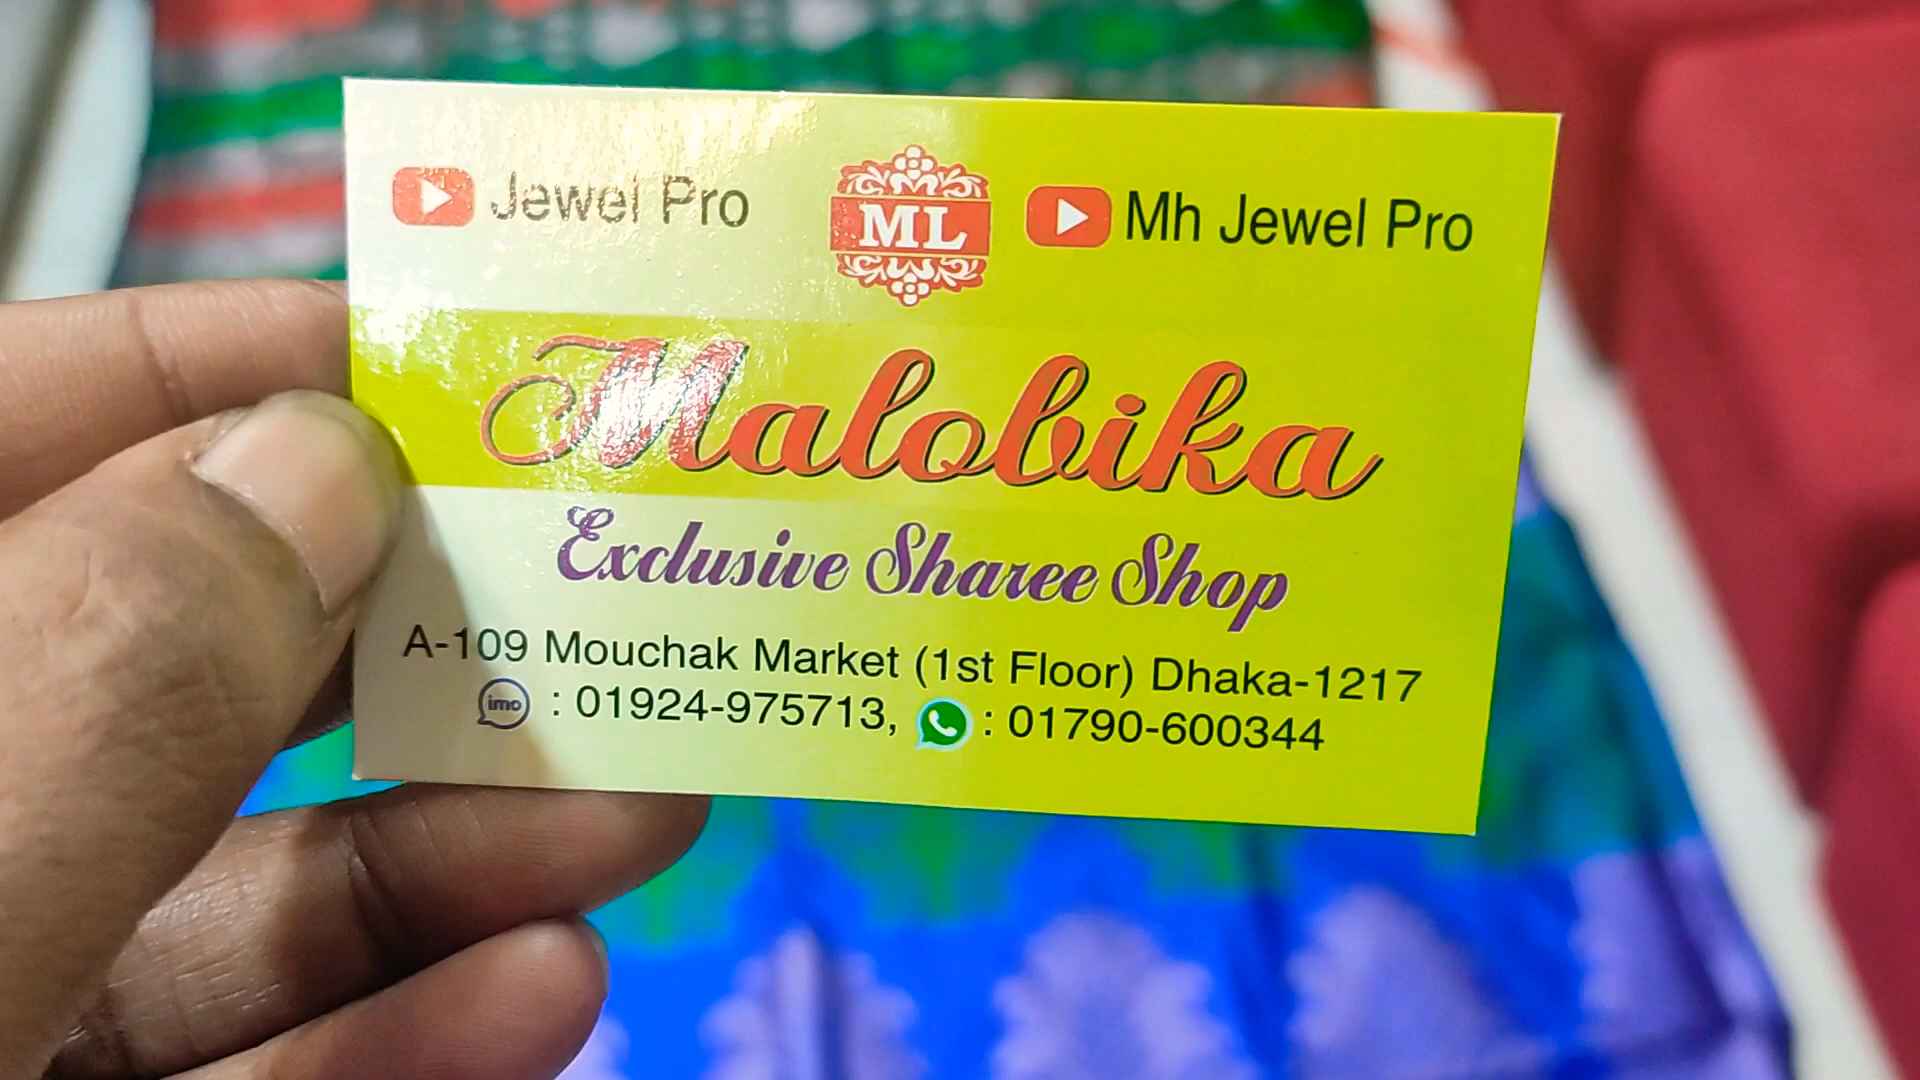 Jewel Pro ML Mh Jewel Pro
Malobika
Exclusive Sharee Shop
A-109 Mouchak Market (1st Floor) Dhaka-1217
imo : 01924-975713, : 01790-600344